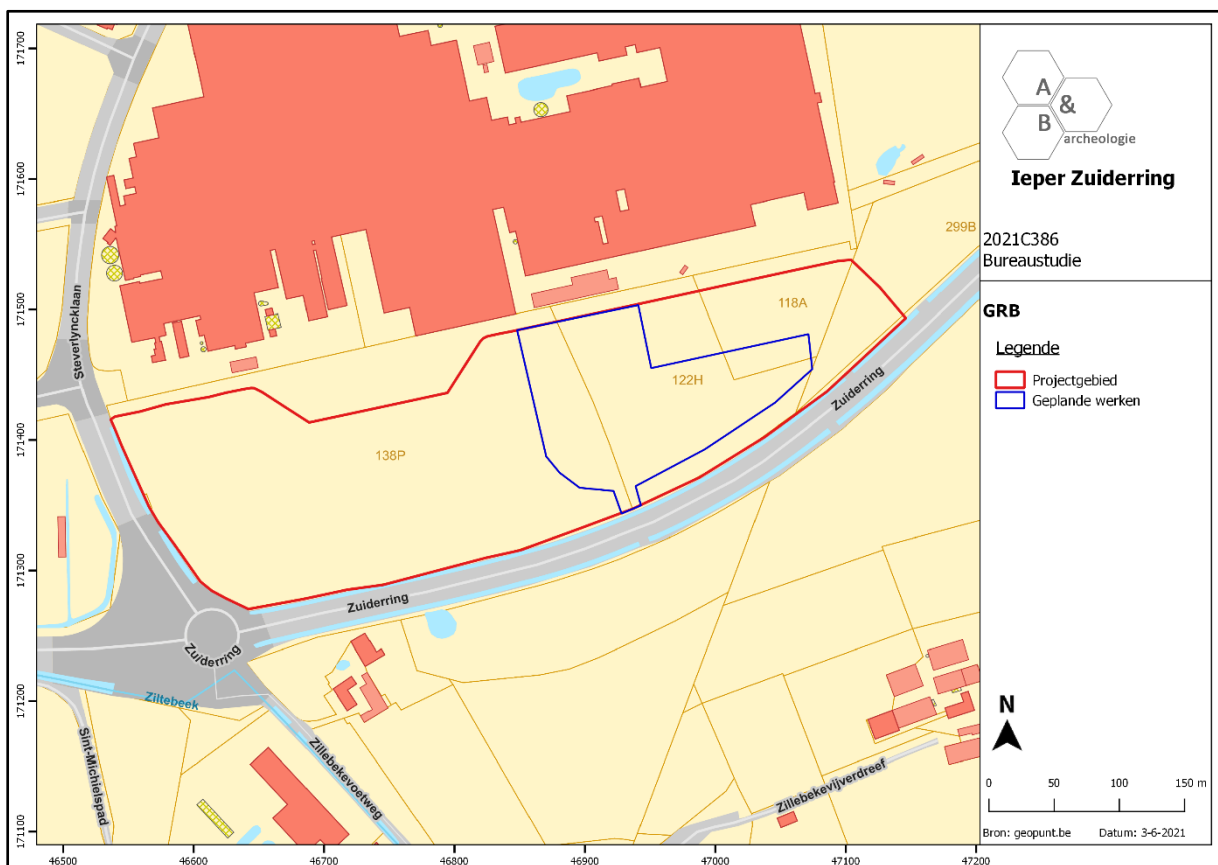 171700
171600
171500
171400
171300
171200
171100
46500
46600
46700
46800
46900
47000
47100
47200
Steverlyncklaan
299B
118A
122H
138P
Zuiderring
Zuiderring
Zuiderring
Ziltebeek
Sint-Michielspad
Zillebekevoetweg
Zillebekevijverdreef
A
&
B
archeologie
Ieper Zuiderring
2021C386
Bureaustudie
GRB
Legende
Projectgebied
Geplande werken
N
0 50 100 150 m
Bron: geopunt.be Datum: 3-6-2021